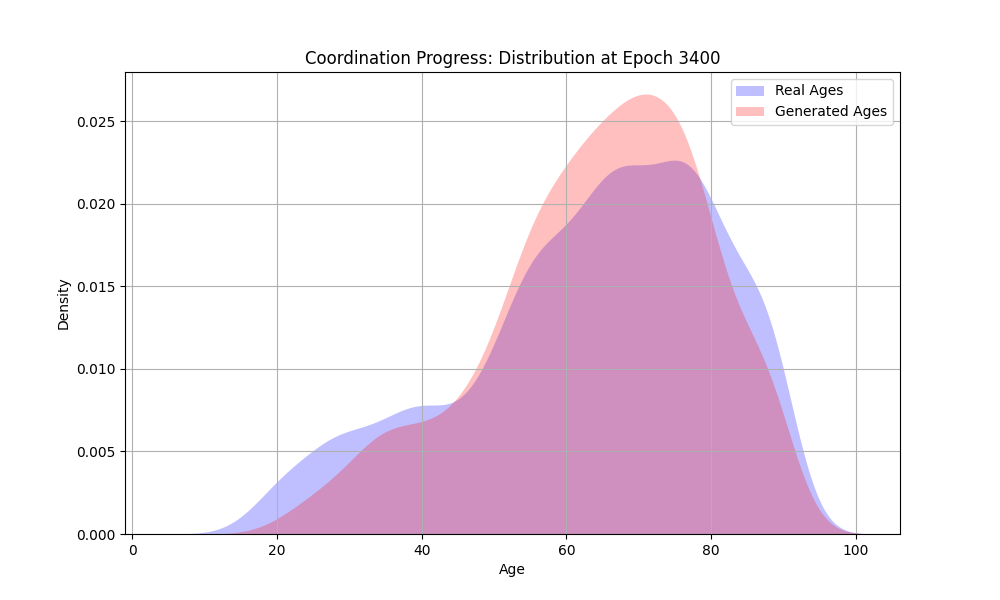 Coordination Progress: Distribution at Epoch 3400
Real Ages
Generated Ages
0.025
0.020
0.015
0.010
0.005
0.000
Density
0 20 40 60 80 100
Age